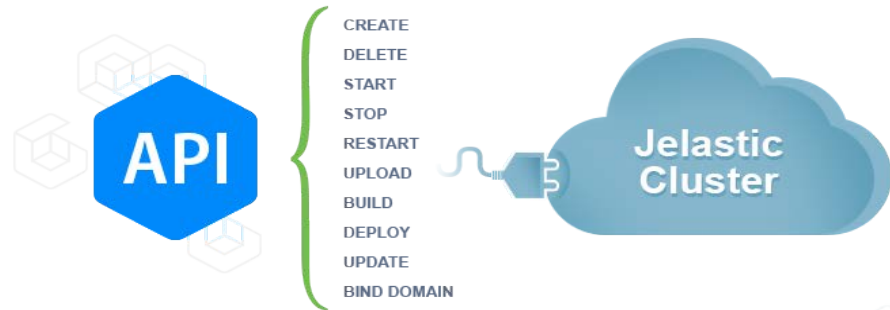 API
CREATE
DELETE
START
STOP
RESTART
UPLOAD
BUILD
DEPLOY
UPDATE
BIND DOMAIN
Jelastic
Cluster